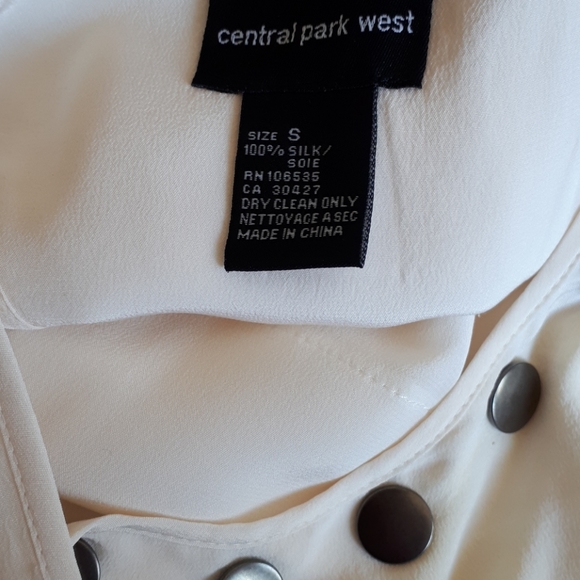 central park west
SIZE S
100% SILK/
SOIE
RN 106535
CA 30427
DRY CLEAN ONLY
NETTOYAGE A SEC
MADE IN CHINA